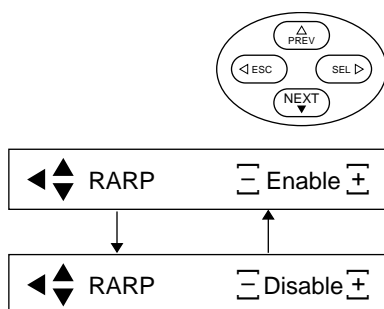 PREV
ESC SEL
NEXT
RARP − Enable +
RARP − Disable +